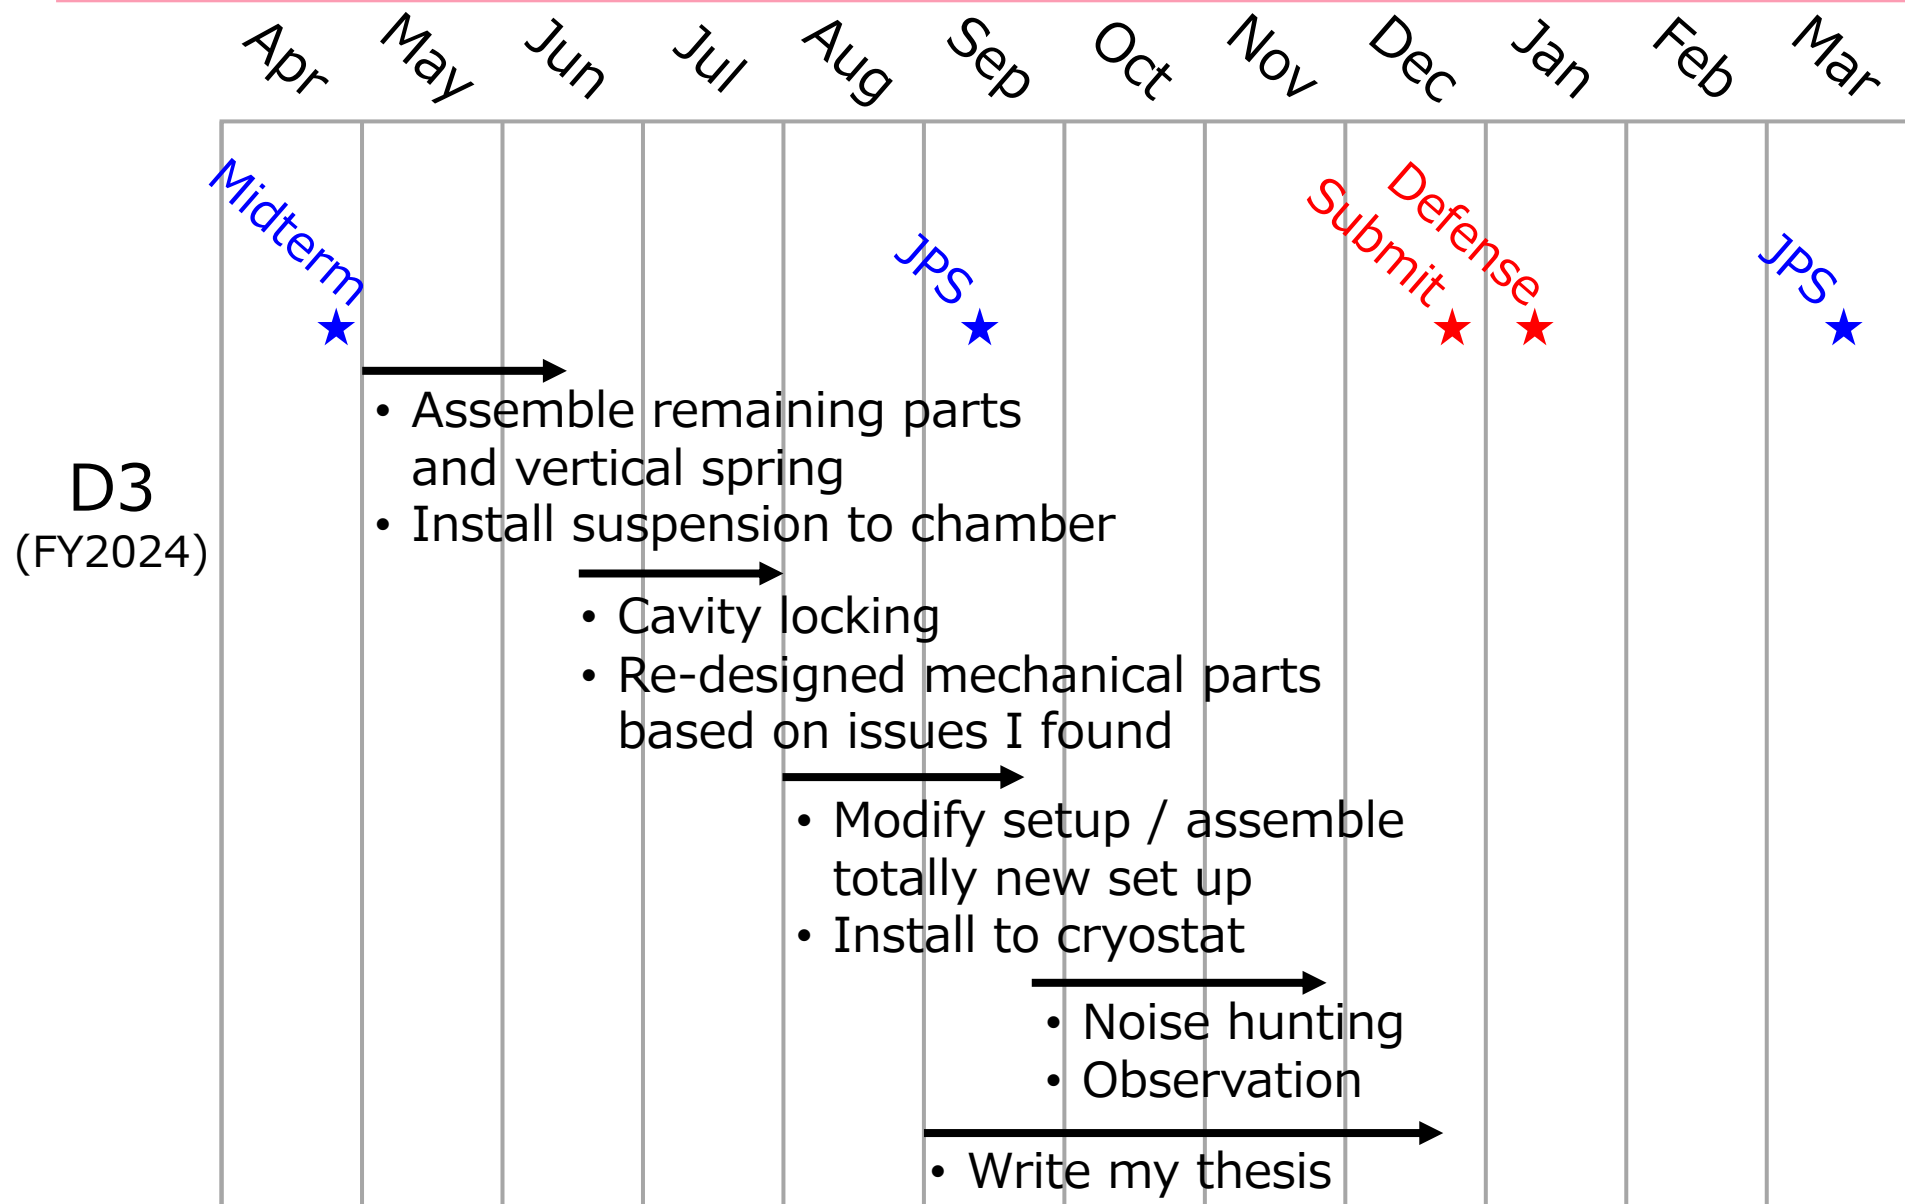 Apr May Jun Jul Aug Sep Oct Nov Dec Jan Feb Mar
Midterm
JPS
Submit
Defense
JPS
D3
(FY2024)
• Assemble remaining parts
and vertical spring
• Install suspension to chamber
• Cavity locking
• Re-designed mechanical parts
based on issues I found
• Modify setup / assemble
totally new set up
• Install to cryostat
• Noise hunting
• Observation
• Write my thesis